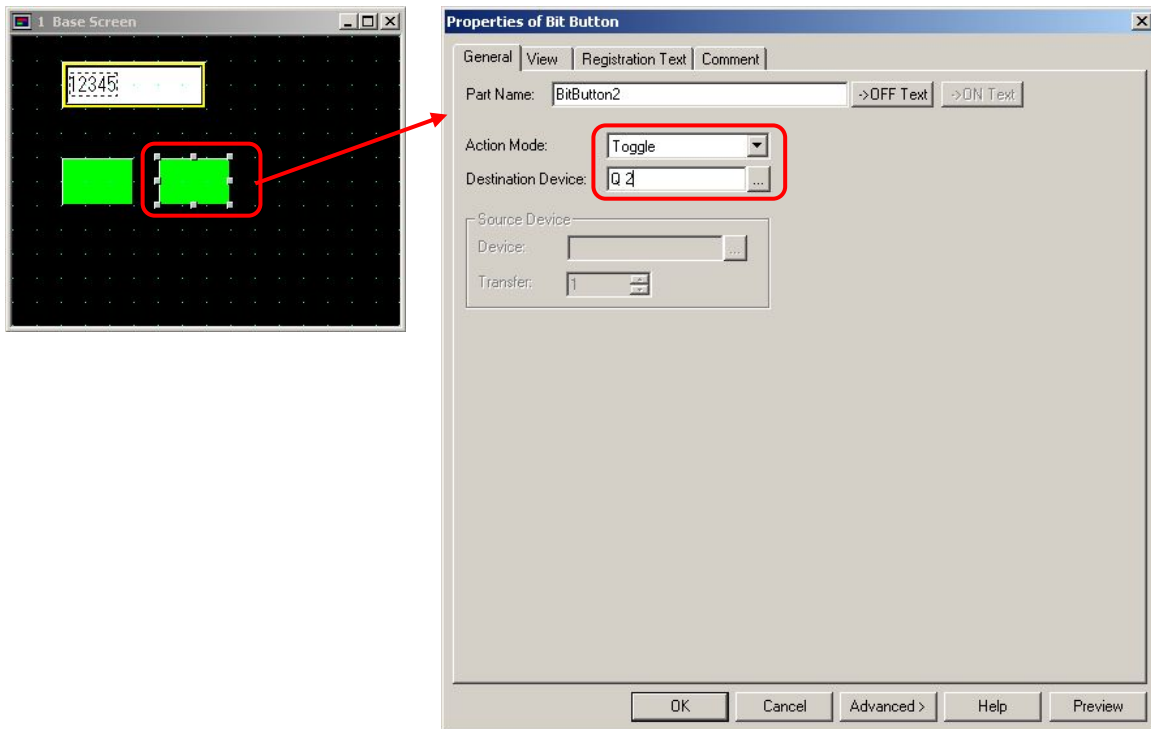 1 Base Screen
12345
Properties of Bit Button
General View Registration Text Comment
Part Name: BitButton2 ->OFF Text ->ON Text
Action Mode: Toggle
Destination Device: Q 2 ...
Source Device
Device: ...
Transfer: 1
OK Cancel Advanced > Help Preview